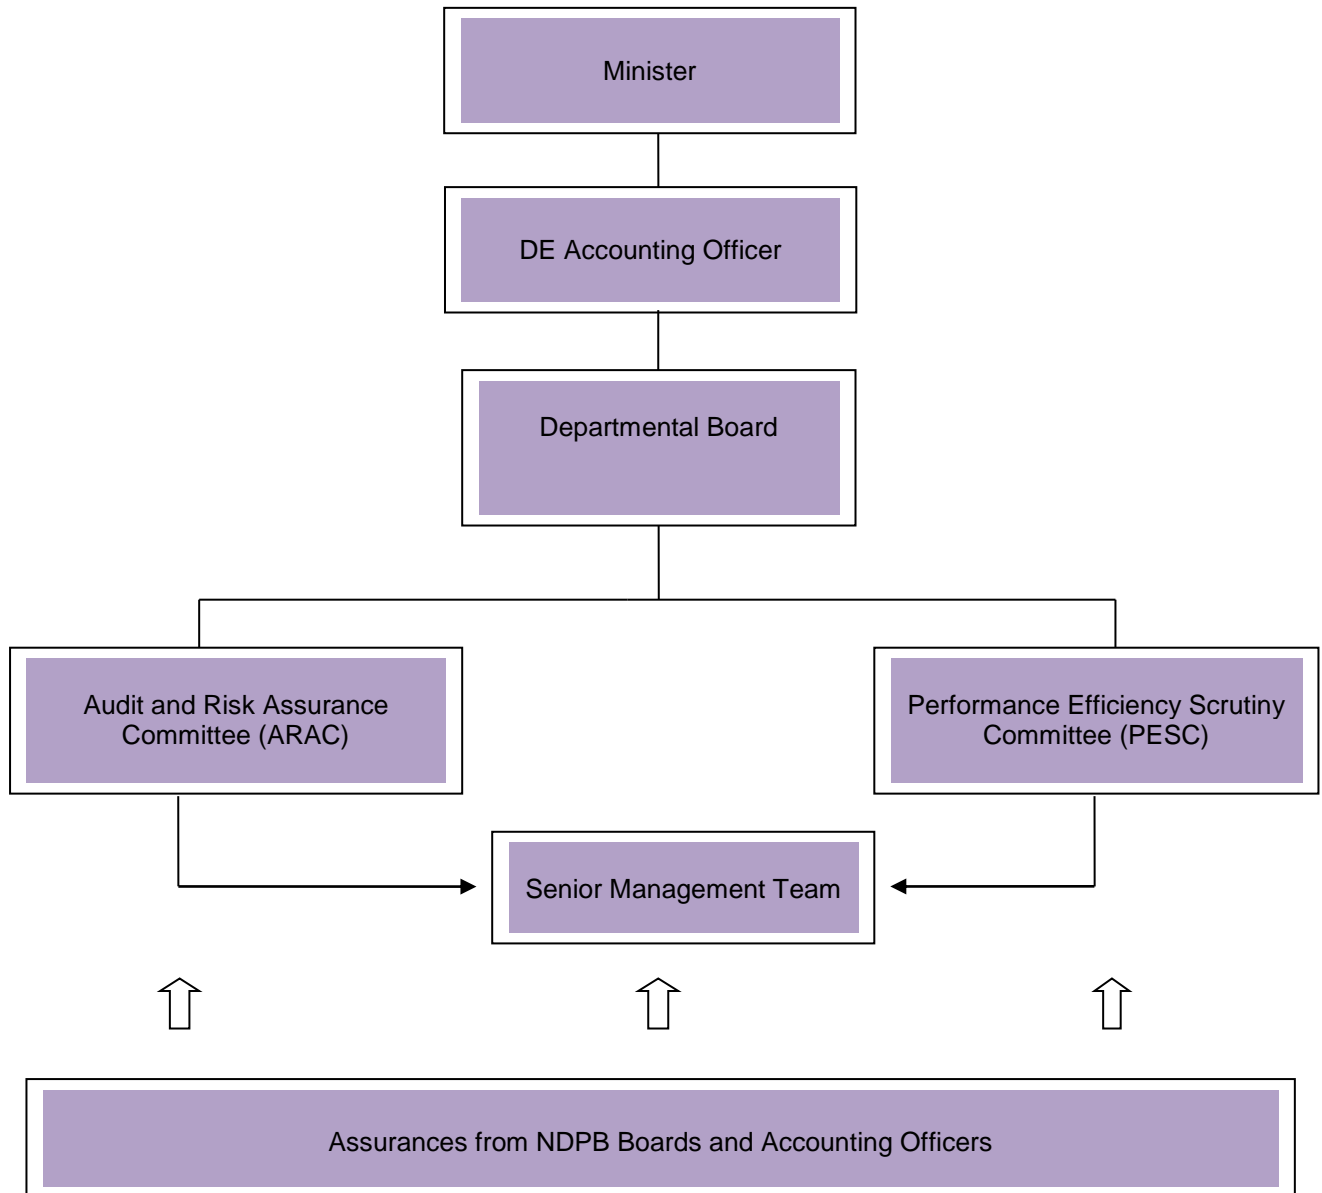 Minister
DE Accounting Officer
Departmental Board
Audit and Risk Assurance
Committee (ARAC)
Performance Efficiency Scrutiny
Committee (PESC)
Senior Management Team
Assurances from NDPB Boards and Accounting Officers